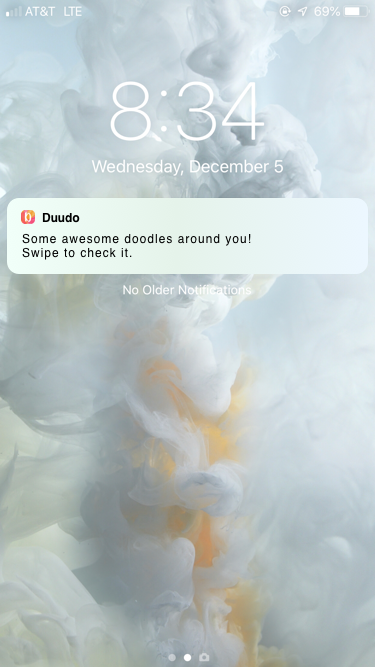 AT&T LTE 69%
8:34
Wednesday, December 5
Duudo
Some awesome doodles around you!
Swipe to check it.
No Older Notifications